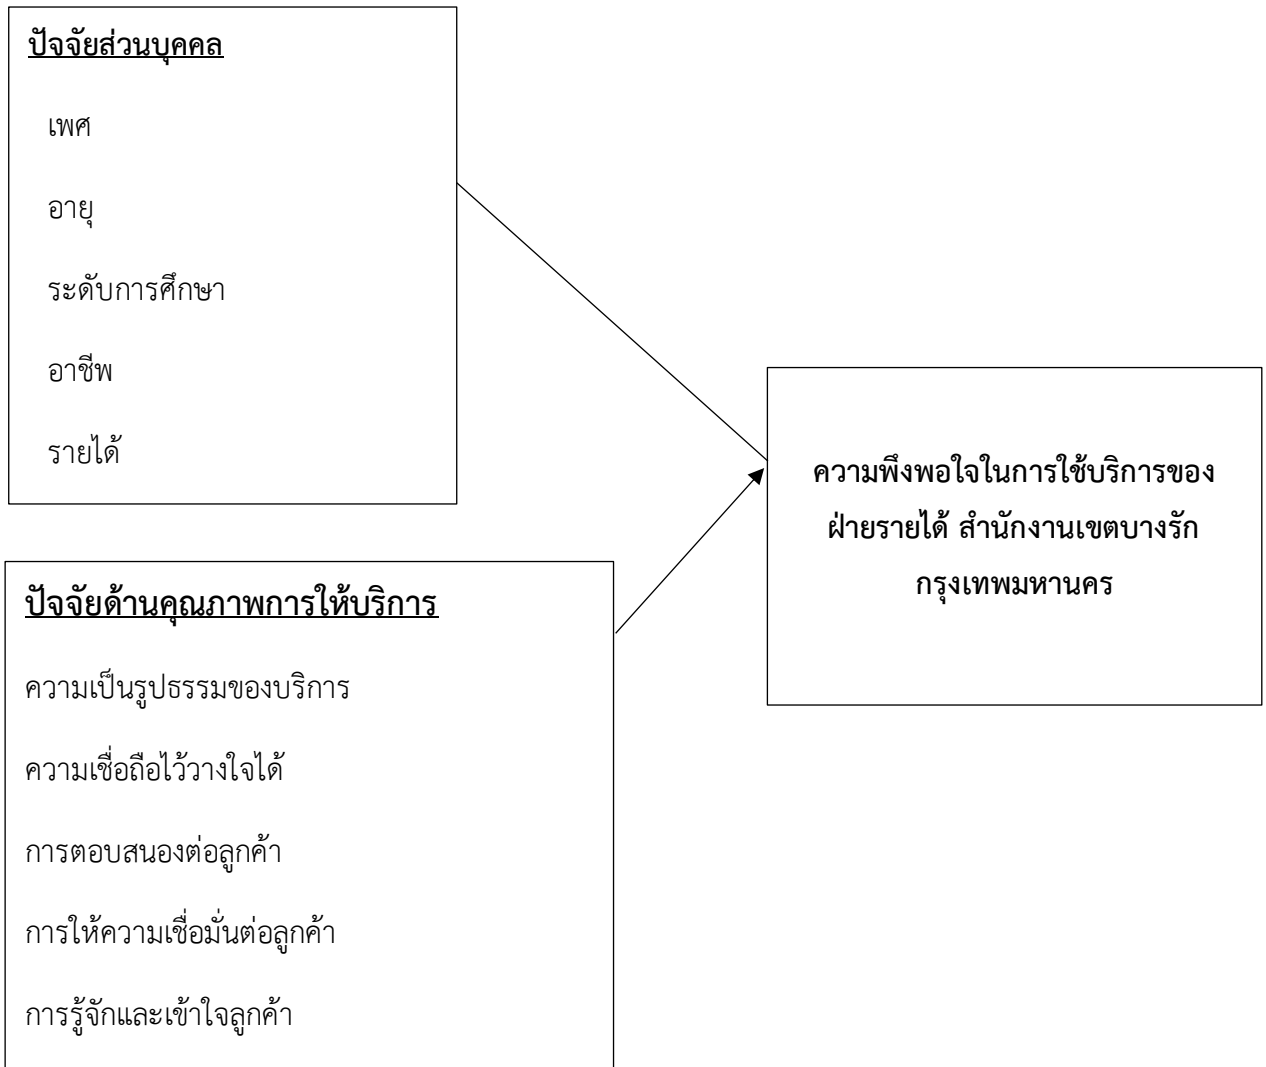 ปัจจัยส่วนบุคคล
เพศ
อายุ
ระดับการศึกษา
อาชีพ
รายได้
ปัจจัยด้านคุณภาพการให้บริการ
ความเป็นรูปธรรมของบริการ
ความเชื่อถือไว้วางใจได้
การตอบสนองต่อลูกค้า
การให้ความเชื่อมั่นต่อลูกค้า
การรู้จักและเข้าใจลูกค้า
ความพึงพอใจในการใช้บริการของ
ฝ่ายรายได้ สำนักงานเขตบางรัก
กรุงเทพมหานคร